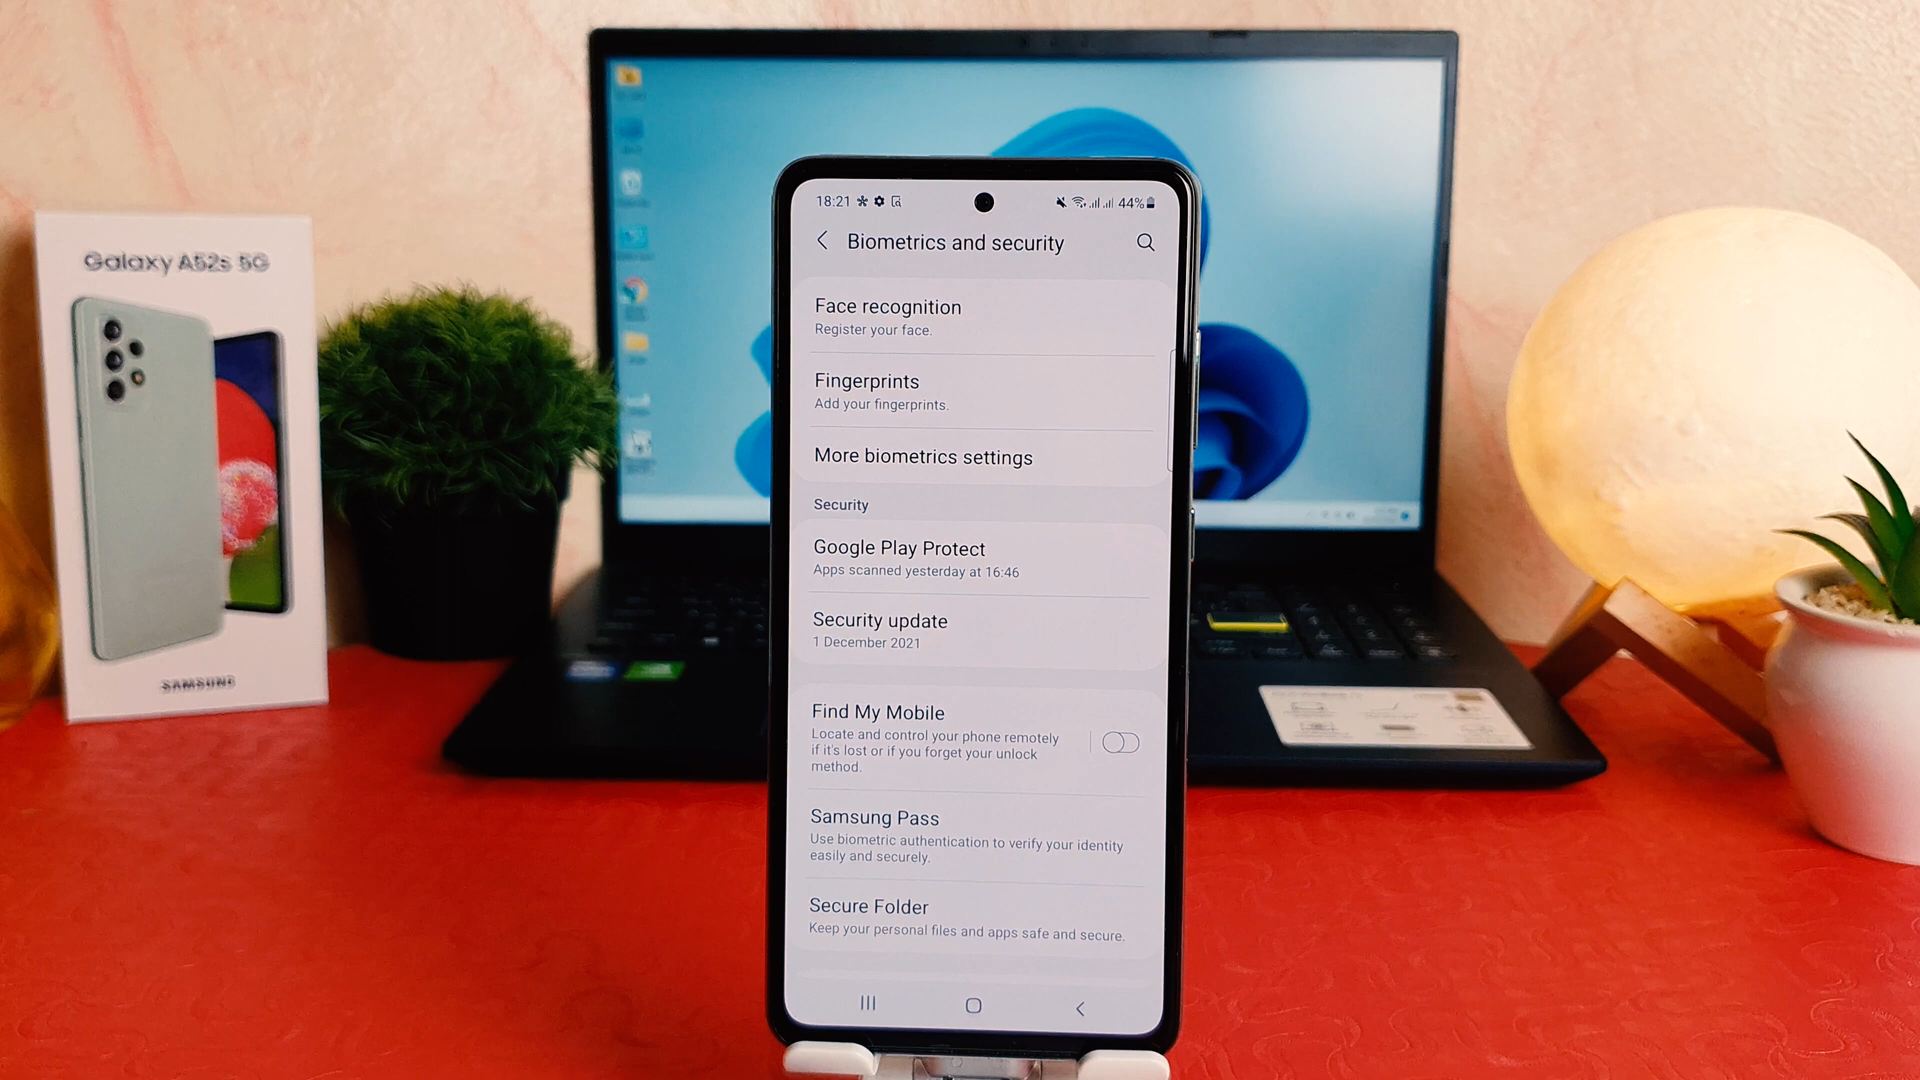 Galaxy A52s 5G
SAMSUNG
18:21
44%
Biometrics and security
Face recognition
Register your face.
Fingerprints
Add your fingerprints.
More biometrics settings
Security
Google Play Protect
Apps scanned yesterday at 16:46
Security update
1 December 2021
Find My Mobile
Locate and control your phone remotely
if it's lost or if you forget your unlock
method.
Samsung Pass
Use biometric authentication to verify your identity
easily and securely.
Secure Folder
Keep your personal files and apps safe and secure.